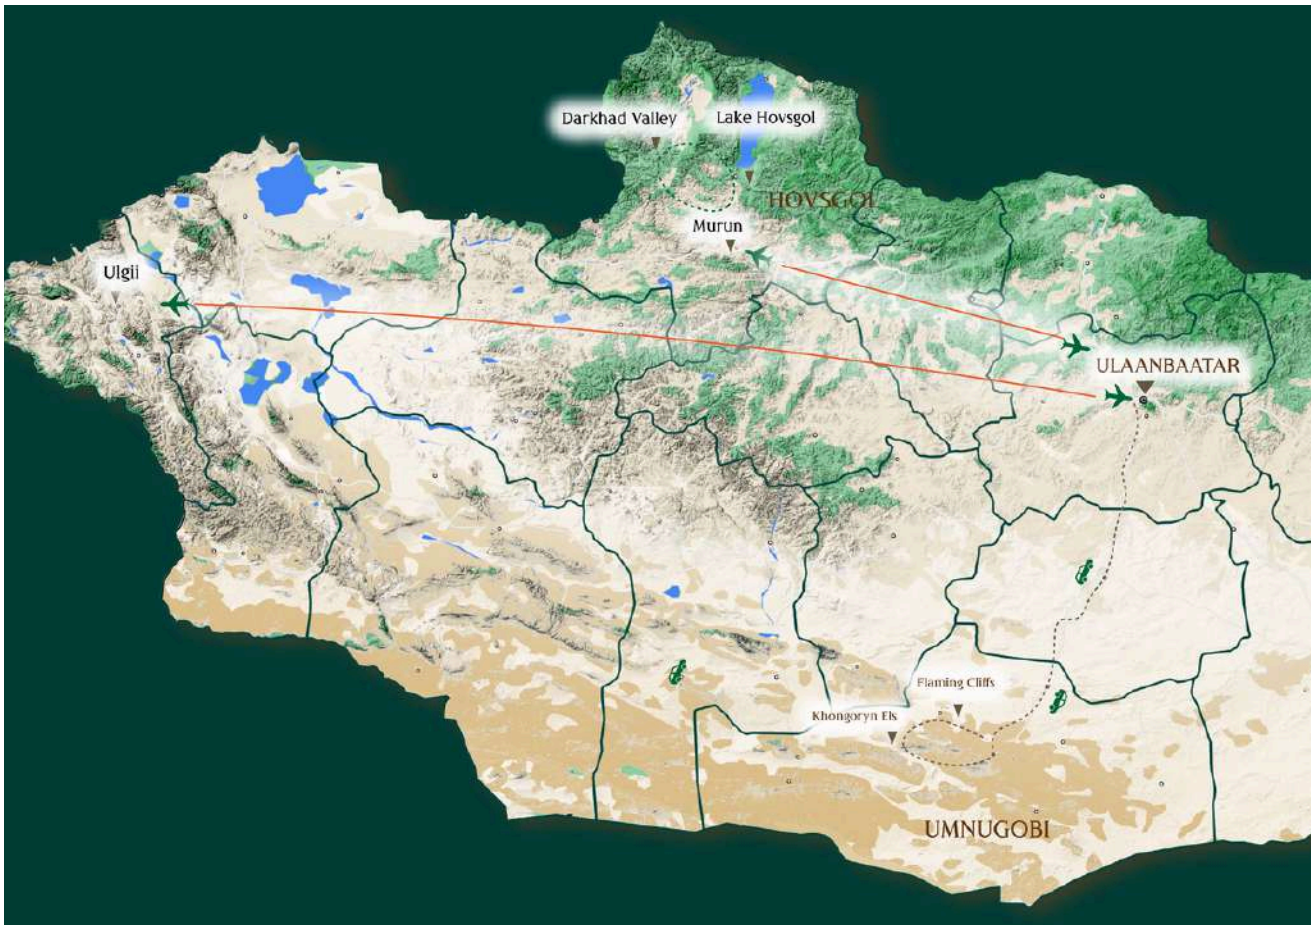 Darkhad Valley
Lake Hovsgol
HOVSGOL
Murun
Ulgii
ULAANBAATAR
Flaming Cliffs
Khongoryn Els
UMNUGOBI